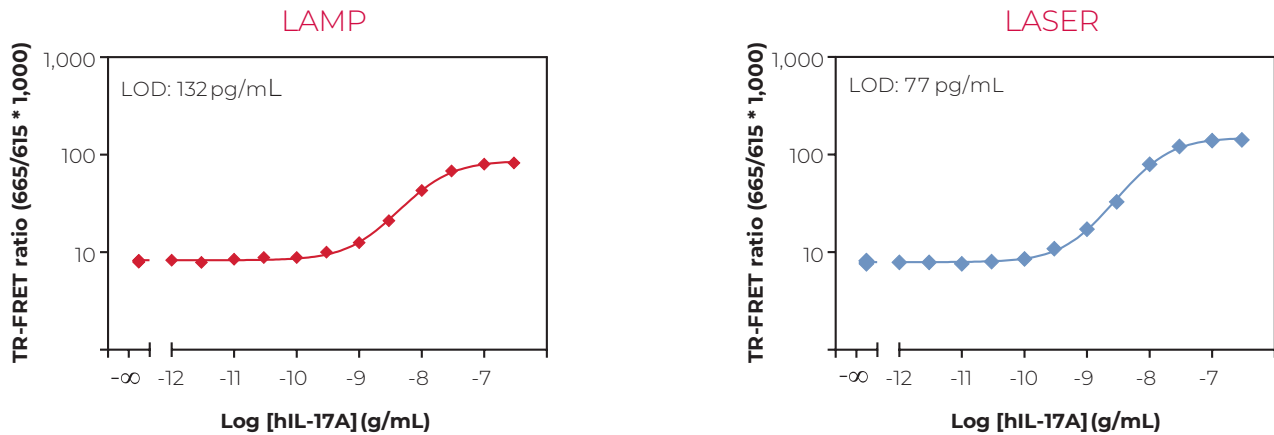 LAMP
TR-FRET ratio (665/615 * 1,000)
1,000
100
10
LOD: 132 pg/mL
-∞ -12 -11 -10 -9 -8 -7
Log [hIL-17A] (g/mL)
LASER
TR-FRET ratio (665/615 * 1,000)
1,000
100
10
LOD: 77 pg/mL
-∞ -12 -11 -10 -9 -8 -7
Log [hIL-17A] (g/mL)